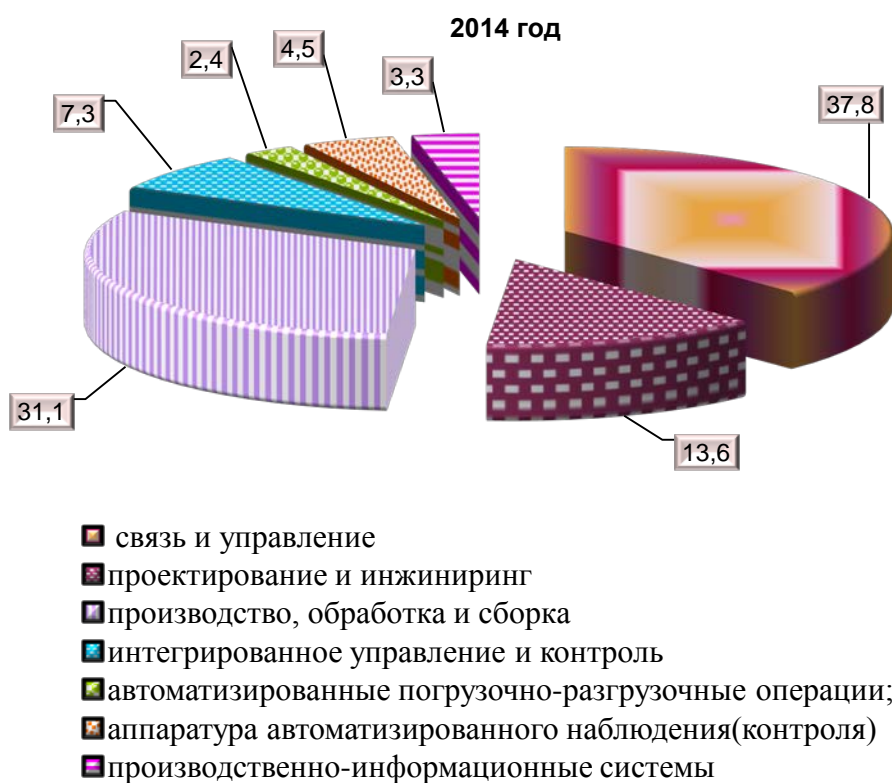 2014 год
4,5
2,4
3,3
7,3
37,8
31,1
13,6
связь и управление
проектирование и инжиниринг
производство, обработка и сборка
интегрированное управление и контроль
автоматизированные погрузочно-разгрузочные операции;
аппаратура автоматизированного наблюдения(контроля)
производственно-информационные системы